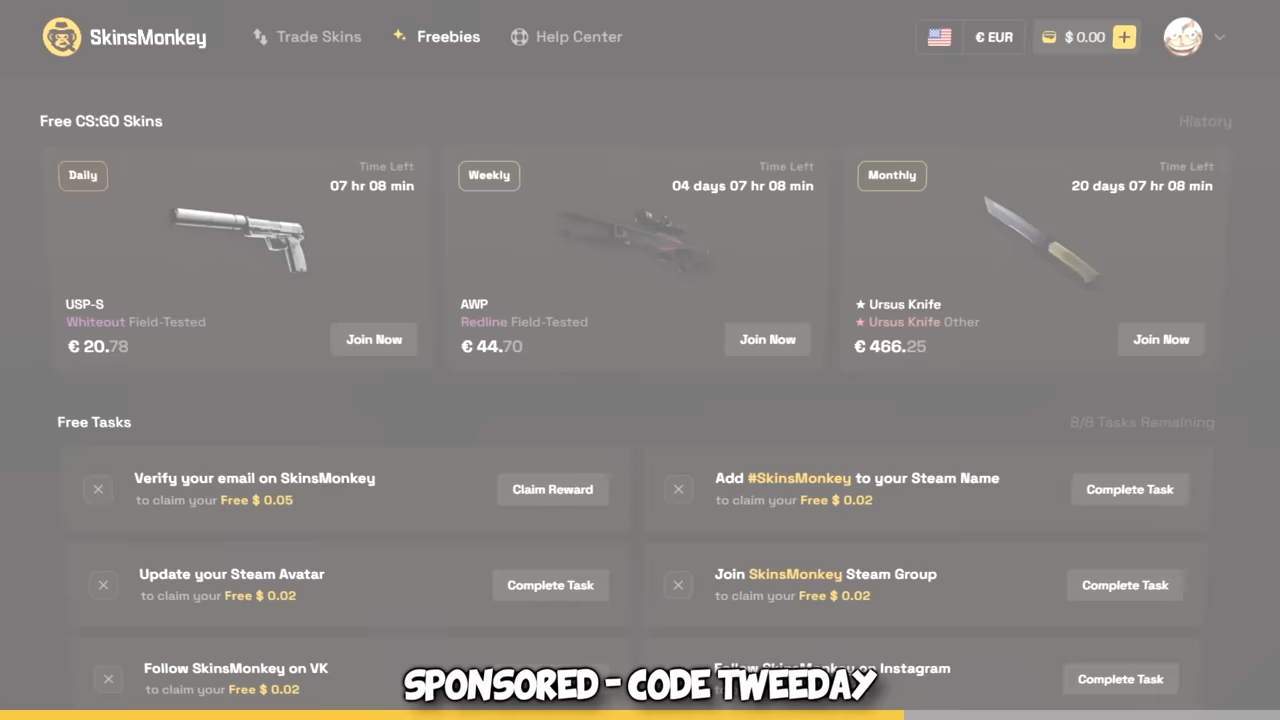 SkinsMonkey Trade Skins Freebies Help Center € EUR $ 0.00 +
Free CS:GO Skins History
Daily Time Left 07 hr 08 min
USP-S
Whiteout Field-Tested
€ 20.78 Join Now
Weekly Time Left 04 days 07 hr 08 min
AWP
Redline Field-Tested
€ 44.70 Join Now
Monthly Time Left 20 days 07 hr 08 min
★ Ursus Knife
★ Ursus Knife Other
€ 466.25 Join Now
Free Tasks 8/8 Tasks Remaining
Verify your email on SkinsMonkey
to claim your Free $ 0.05
Claim Reward
Add #SkinsMonkey to your Steam Name
to claim your Free $ 0.02
Complete Task
Update your Steam Avatar
to claim your Free $ 0.02
Complete Task
Join SkinsMonkey Steam Group
to claim your Free $ 0.02
Complete Task
Follow SkinsMonkey on VK
to claim your Free $ 0.02
Follow SkinsMonkey on Instagram
Complete Task
SPONSORED - CODE TWEEDAY